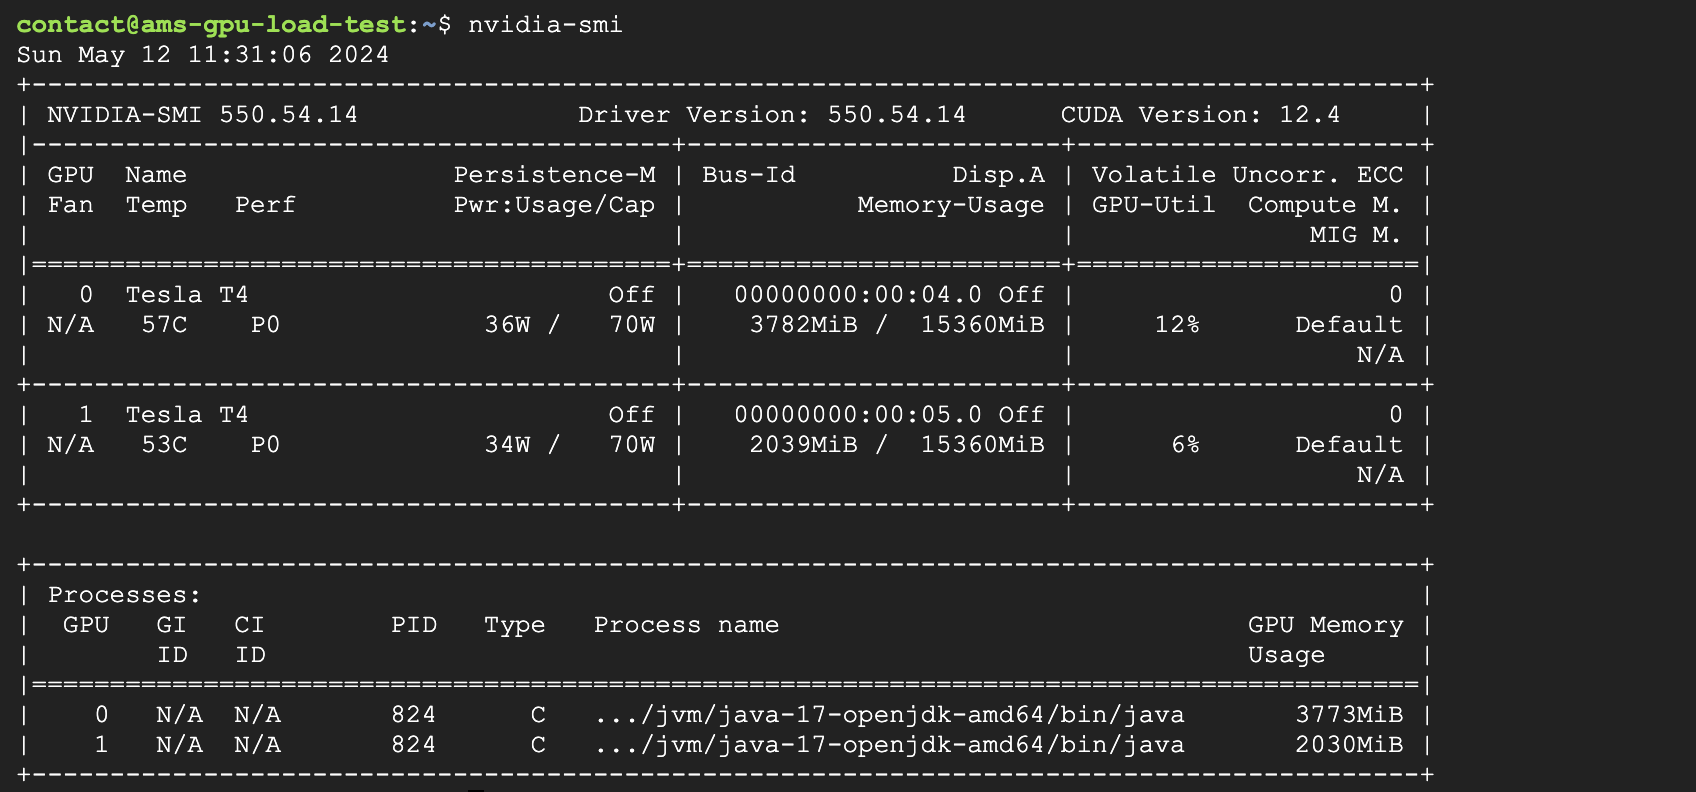 contact@ams-gpu-load-test:~$ nvidia-smi
Sun May 12 11:31:06 2024
+-----------------------------------------------------------------------------------------+
| NVIDIA-SMI 550.54.14              Driver Version: 550.54.14      CUDA Version: 12.4     |
|-----------------------------------------+------------------------+----------------------+
| GPU  Name                 Persistence-M | Bus-Id          Disp.A | Volatile Uncorr. ECC |
| Fan  Temp   Perf          Pwr:Usage/Cap |           Memory-Usage | GPU-Util  Compute M. |
|                                         |                        |               MIG M. |
|=========================================+========================+======================|
|   0  Tesla T4                       Off |   00000000:00:04.0 Off |                    0 |
| N/A   57C    P0             36W /   70W |    3782MiB /  15360MiB |     12%      Default |
|                                         |                        |                  N/A |
+-----------------------------------------+------------------------+----------------------+
|   1  Tesla T4                       Off |   00000000:00:05.0 Off |                    0 |
| N/A   53C    P0             34W /   70W |    2039MiB /  15360MiB |      6%      Default |
|                                         |                        |                  N/A |
+-----------------------------------------+------------------------+----------------------+

+-----------------------------------------------------------------------------------------+
| Processes:                                                                              |
|  GPU   GI   CI        PID   Type   Process name                              GPU Memory |
|        ID   ID                                                               Usage      |
|=========================================================================================|
|    0   N/A  N/A       824      C   .../jvm/java-17-openjdk-amd64/bin/java       3773MiB |
|    1   N/A  N/A       824      C   .../jvm/java-17-openjdk-amd64/bin/java       2030MiB |
+-----------------------------------------------------------------------------------------+